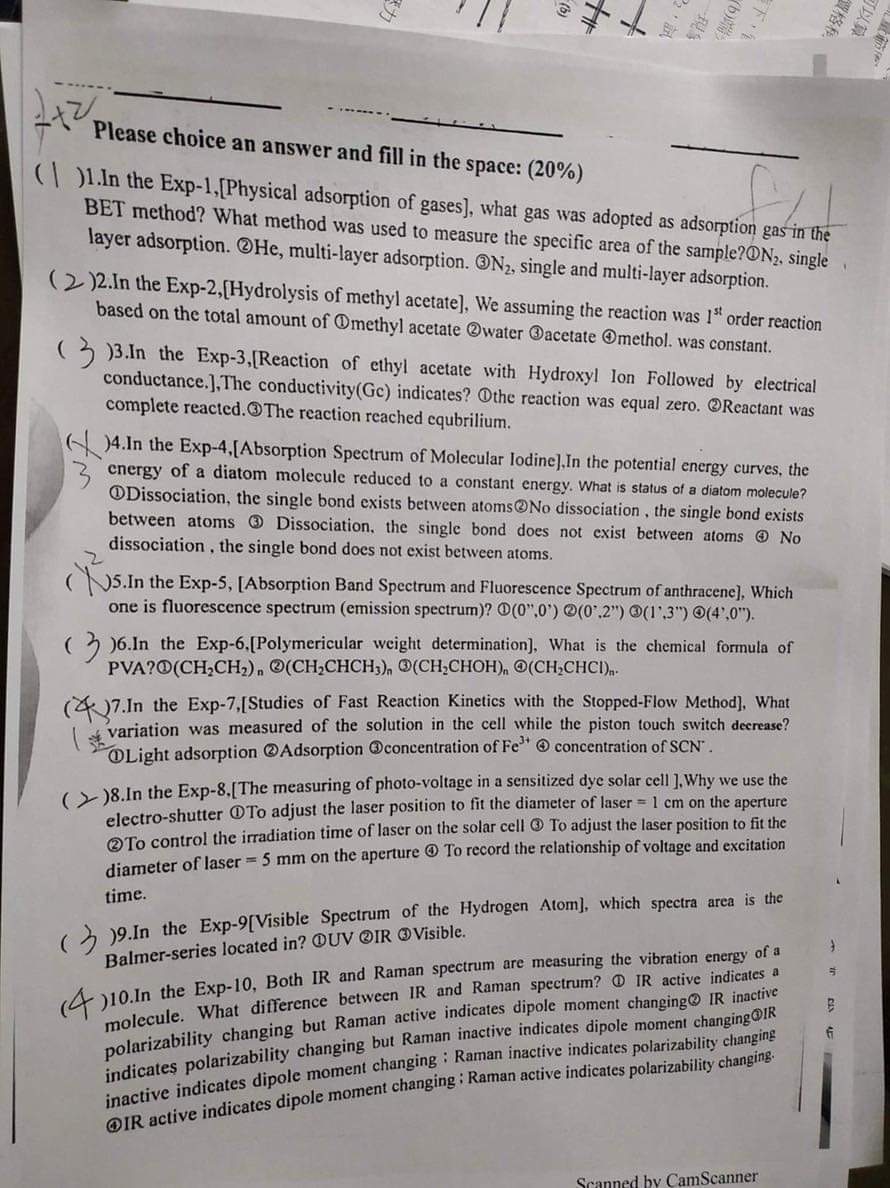 Please choice an answer and fill in the space: (20%)
(1 )1.In the Exp-1,[Physical adsorption of gases], what gas was adopted as adsorption gas in the
BET method? What method was used to measure the specific area of the sample?①N₂, single
layer adsorption. ②He, multi-layer adsorption. ③N₂, single and multi-layer adsorption.
(2 )2.In the Exp-2,[Hydrolysis of methyl acetate], We assuming the reaction was 1ˢᵗ order reaction
based on the total amount of ①methyl acetate ②water ③acetate ④methol. was constant.
(3 )3.In the Exp-3,[Reaction of ethyl acetate with Hydroxyl Ion Followed by electrical
conductance.],The conductivity(Gc) indicates? ①the reaction was equal zero. ②Reactant was
complete reacted.③The reaction reached equbrilium.
( )4.In the Exp-4,[Absorption Spectrum of Molecular Iodine],In the potential energy curves, the
3 energy of a diatom molecule reduced to a constant energy. What is status of a diatom molecule?
①Dissociation, the single bond exists between atoms②No dissociation , the single bond exists
between atoms ③ Dissociation, the single bond does not exist between atoms ④ No
dissociation , the single bond does not exist between atoms.
2
( )5.In the Exp-5, [Absorption Band Spectrum and Fluorescence Spectrum of anthracene], Which
one is fluorescence spectrum (emission spectrum)? ①(0”,0’) ②(0’,2”) ③(1’,3”) ④(4’,0”).
(3 )6.In the Exp-6,[Polymericular weight determination], What is the chemical formula of
PVA?①(CH₂CH₂)ₙ ②(CH₂CHCH₃)ₙ ③(CH₂CHOH)ₙ ④(CH₂CHCl)ₙ.
( )7.In the Exp-7,[Studies of Fast Reaction Kinetics with the Stopped-Flow Method], What
1 variation was measured of the solution in the cell while the piston touch switch decrease?
①Light adsorption ②Adsorption ③concentration of Fe³⁺ ④ concentration of SCN⁻ .
(2 )8.In the Exp-8,[The measuring of photo-voltage in a sensitized dye solar cell ],Why we use the
electro-shutter ①To adjust the laser position to fit the diameter of laser = 1 cm on the aperture
②To control the irradiation time of laser on the solar cell ③ To adjust the laser position to fit the
diameter of laser = 5 mm on the aperture ④ To record the relationship of voltage and excitation
time.
(3 )9.In the Exp-9[Visible Spectrum of the Hydrogen Atom], which spectra area is the
Balmer-series located in? ①UV ②IR ③Visible.
(4 )10.In the Exp-10, Both IR and Raman spectrum are measuring the vibration energy of a
molecule. What difference between IR and Raman spectrum? ① IR active indicates a
polarizability changing but Raman active indicates dipole moment changing② IR inactive
indicates polarizability changing but Raman inactive indicates dipole moment changing③IR
inactive indicates dipole moment changing ; Raman inactive indicates polarizability changing
④IR active indicates dipole moment changing ; Raman active indicates polarizability changing.
Scanned by CamScanner